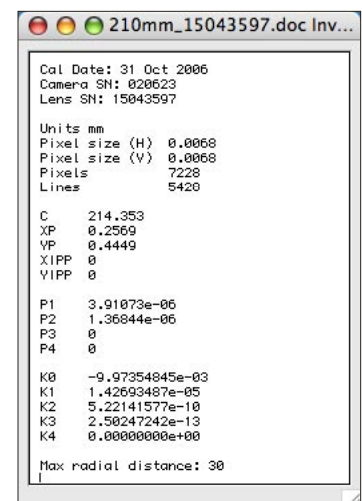 210mm_15043597.doc Inv...
Cal Date: 31 Oct 2006
Camera SN: 020623
Lens SN: 15043597
Units mm
Pixel size (H) 0.0068
Pixel size (V) 0.0068
Pixels 7228
Lines 5420
C 214.353
XP 0.2569
YP 0.4449
XIPP 0
YIPP 0
P1 3.91073e-06
P2 1.36844e-06
P3 0
P4 0
K0 -9.97354845e-03
K1 1.42693487e-05
K2 5.22141577e-10
K3 2.50247242e-13
K4 0.00000000e+00
Max radial distance: 30